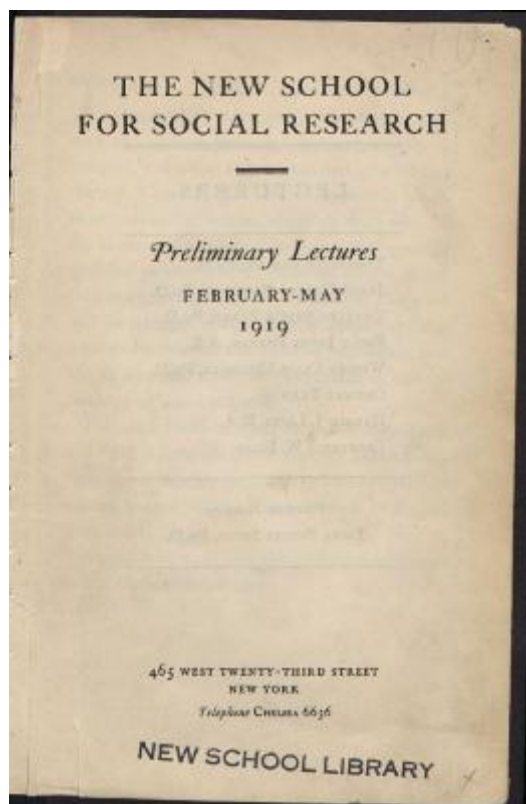 THE NEW SCHOOL
FOR SOCIAL RESEARCH
Preliminary Lectures
FEBRUARY-MAY
1919
465 WEST TWENTY-THIRD STREET
NEW YORK
Telephone CHELSEA 6636
NEW SCHOOL LIBRARY